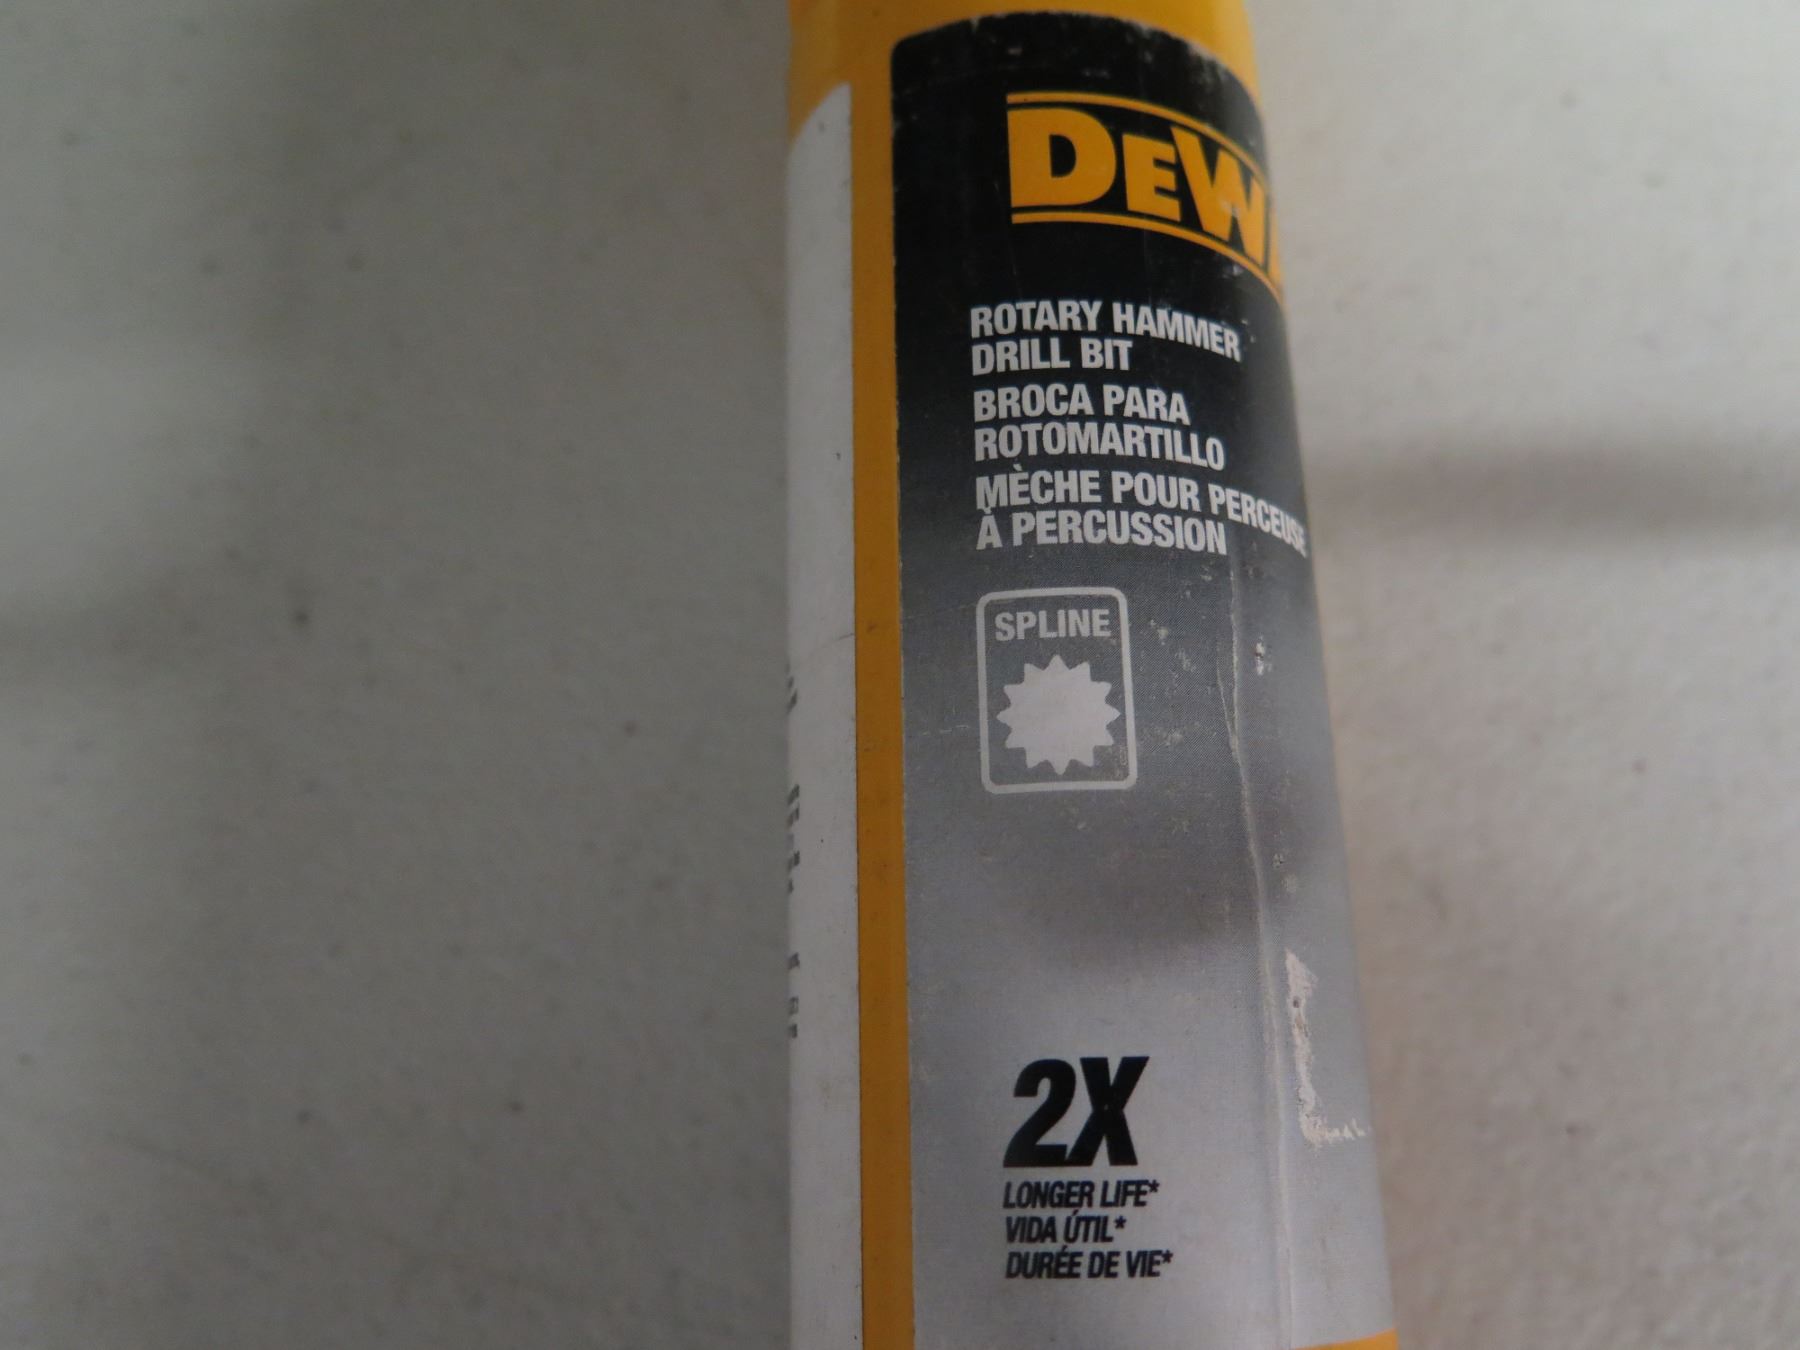 DEW
ROTARY HAMMER
DRILL BIT
BROCA PARA
ROTOMARTILLO
MÈCHE POUR PERCEUSE
À PERCUSSION
SPLINE
2X
LONGER LIFE*
VIDA ÚTIL*
DURÉE DE VIE*